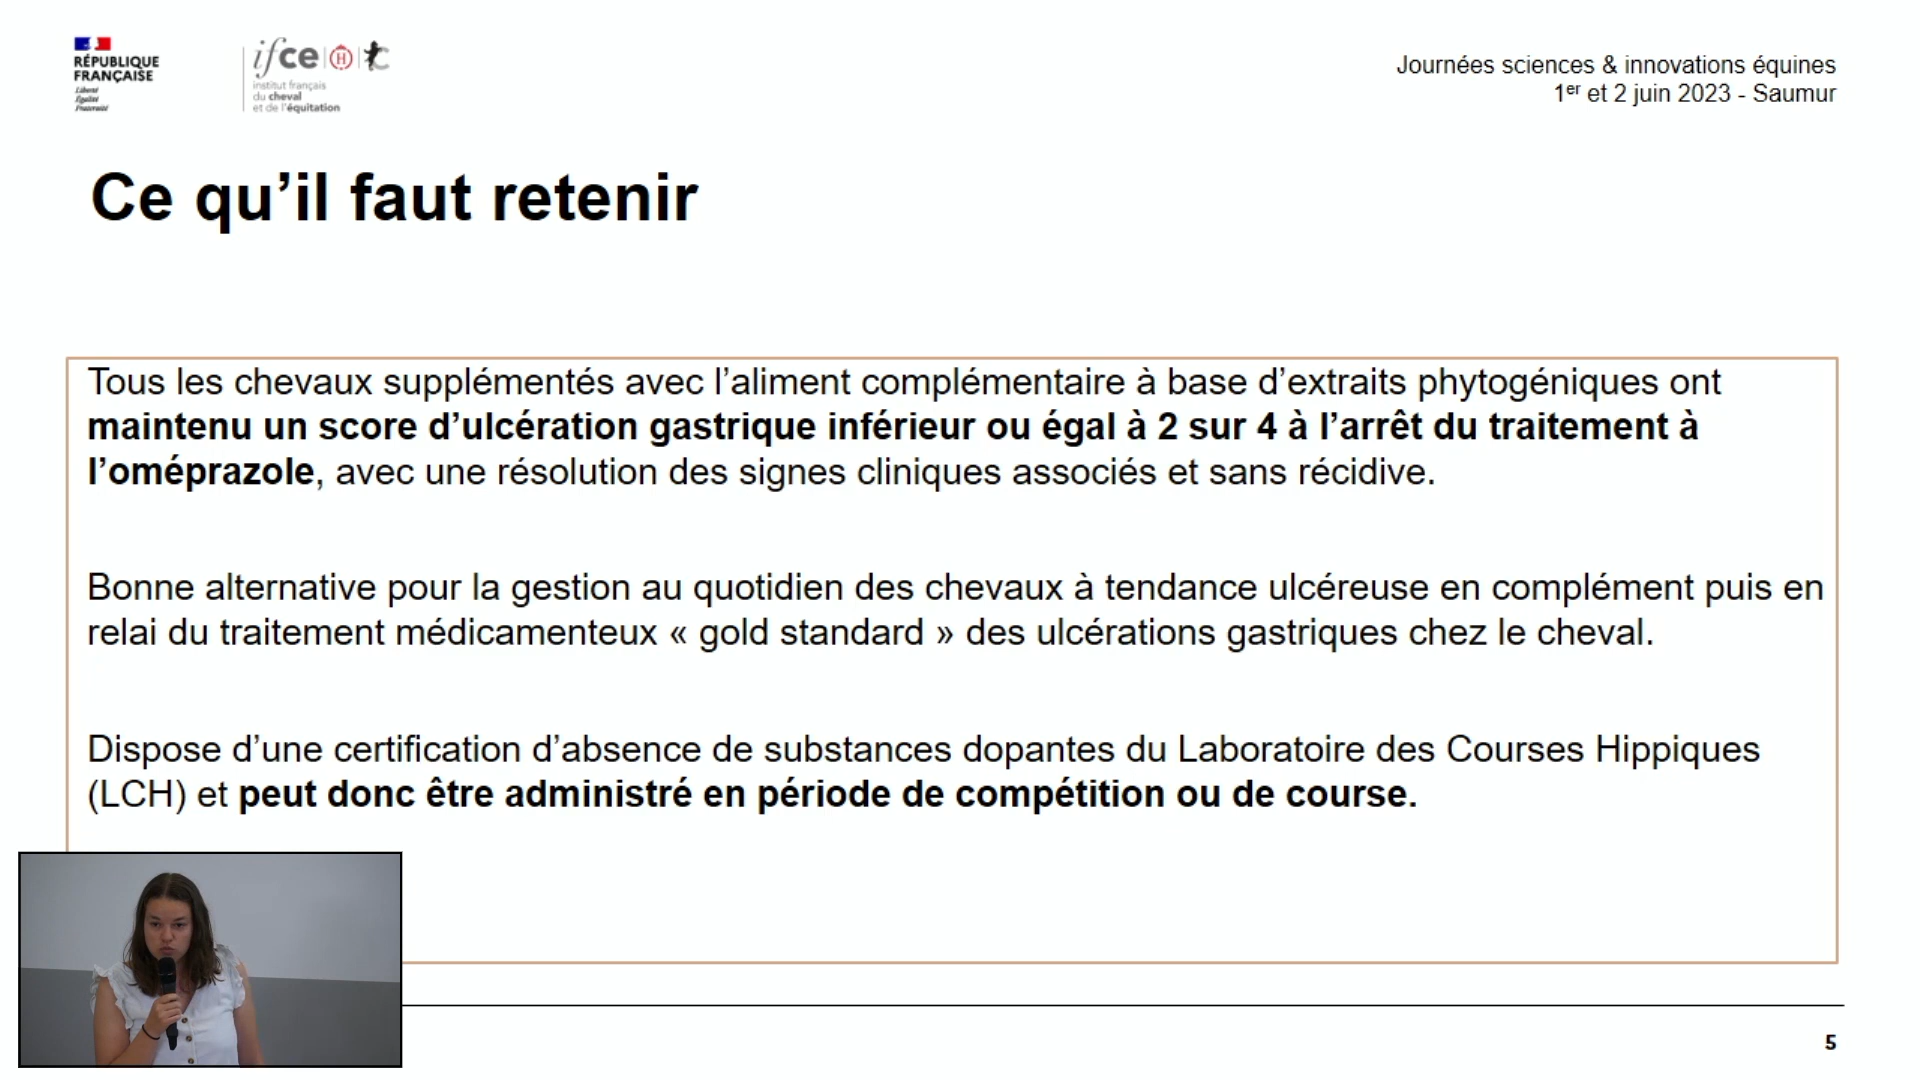 RÉPUBLIQUE
FRANÇAISE
Liberté
Égalité
Fraternité
ifce H
institut français
du cheval
et de l'équitation
Journées sciences & innovations équines
1er et 2 juin 2023 - Saumur
Ce qu’il faut retenir
Tous les chevaux supplémentés avec l’aliment complémentaire à base d’extraits phytogéniques ont
maintenu un score d’ulcération gastrique inférieur ou égal à 2 sur 4 à l’arrêt du traitement à
l’oméprazole, avec une résolution des signes cliniques associés et sans récidive.
Bonne alternative pour la gestion au quotidien des chevaux à tendance ulcéreuse en complément puis en
relai du traitement médicamenteux « gold standard » des ulcérations gastriques chez le cheval.
Dispose d’une certification d’absence de substances dopantes du Laboratoire des Courses Hippiques
(LCH) et peut donc être administré en période de compétition ou de course.
5